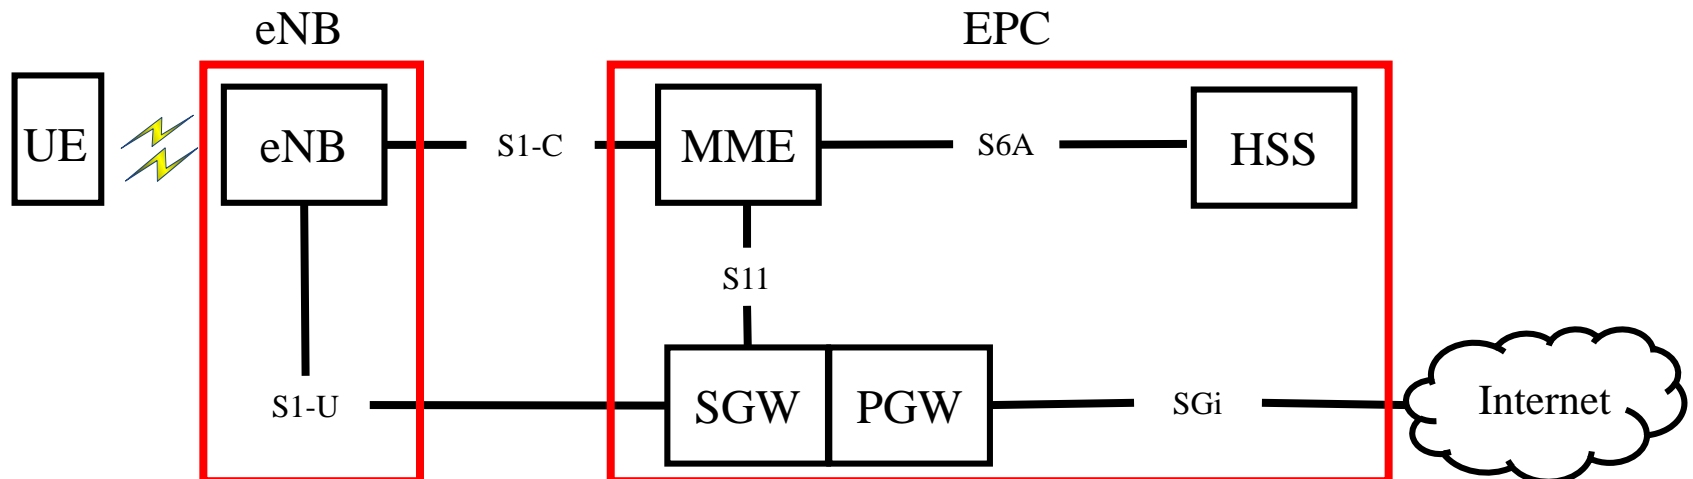 eNB
EPC
UE
eNB
S1-C
MME
S6A
HSS
S11
S1-U
SGW
PGW
SGi
Internet